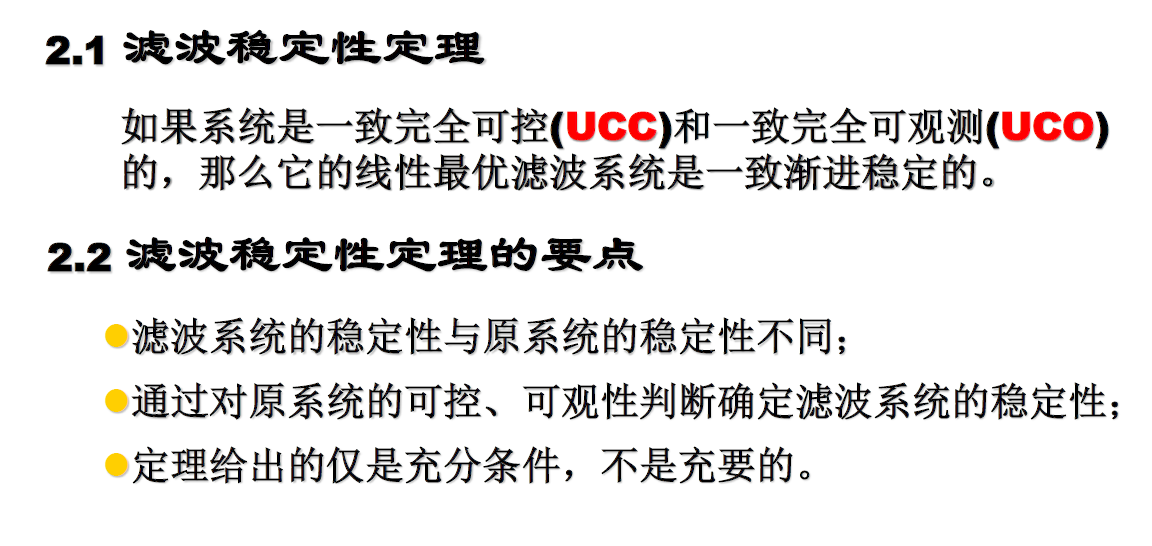 2.1 滤波稳定性定理
如果系统是一致完全可控(UCC)和一致完全可观测(UCO)
的，那么它的线性最优滤波系统是一致渐进稳定的。
2.2 滤波稳定性定理的要点
滤波系统的稳定性与原系统的稳定性不同；
通过对原系统的可控、可观性判断确定滤波系统的稳定性；
定理给出的仅是充分条件，不是充要的。